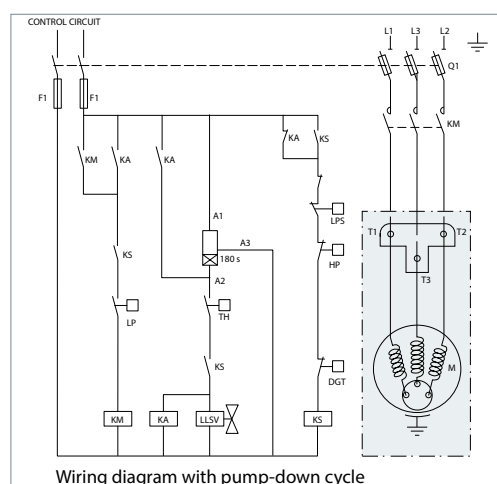 CONTROL CIRCUIT
L1 L3 L2
Q1
F1 F1
KM KA KA KA KS KM
LPS
A1
T1 T2
A3
KS HP
180 s
T3
A2
LP TH
KS M
DGT
KM KA LLSV KS
Wiring diagram with pump-down cycle